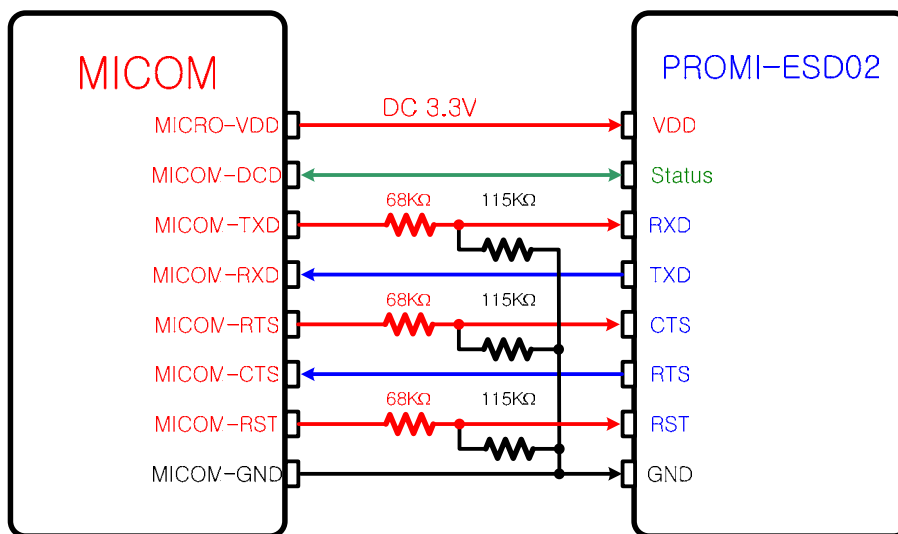 MICOM
PROMI-ESD02
DC 3.3V
MICRO-VDD
VDD
MICOM-DCD
Status
68KΩ
115KΩ
MICOM-TXD
RXD
MICOM-RXD
TXD
68KΩ
115KΩ
MICOM-RTS
CTS
MICOM-CTS
RTS
68KΩ
115KΩ
MICOM-RST
RST
MICOM-GND
GND